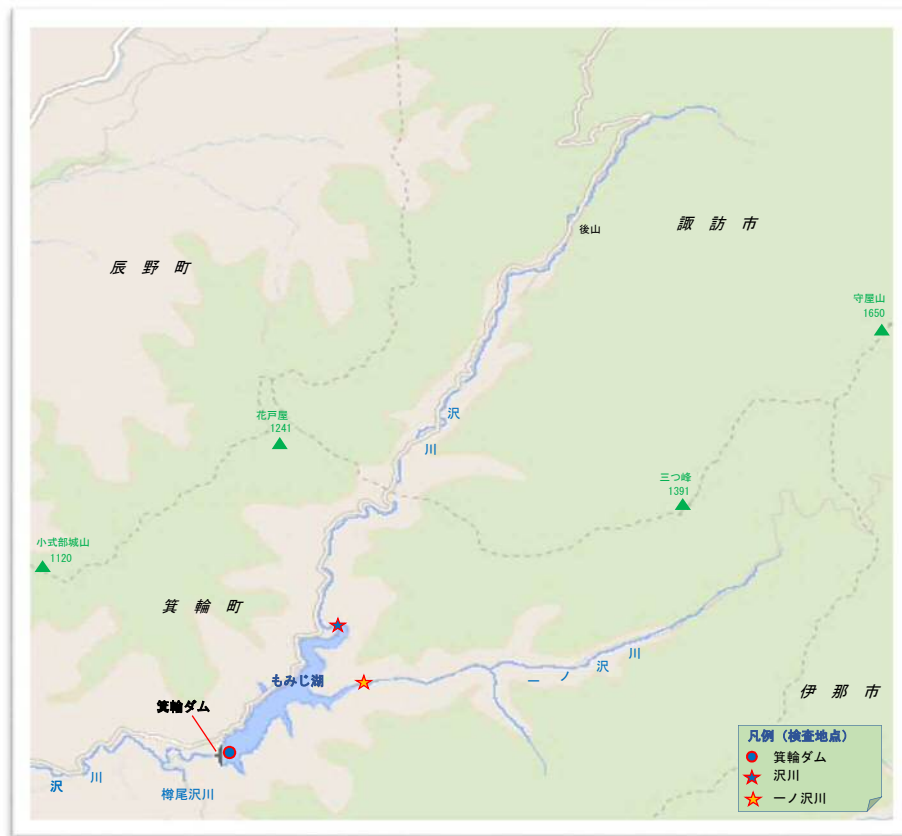 後山
諏訪市
辰野町
守屋山
1650
花戸屋
1241
沢
川
三つ峰
1391
小式部城山
1120
箕輪町
一ノ沢川
もみじ湖
伊那市
箕輪ダム
沢川
樽尾沢川
凡例（検査地点）
箕輪ダム
沢川
一ノ沢川